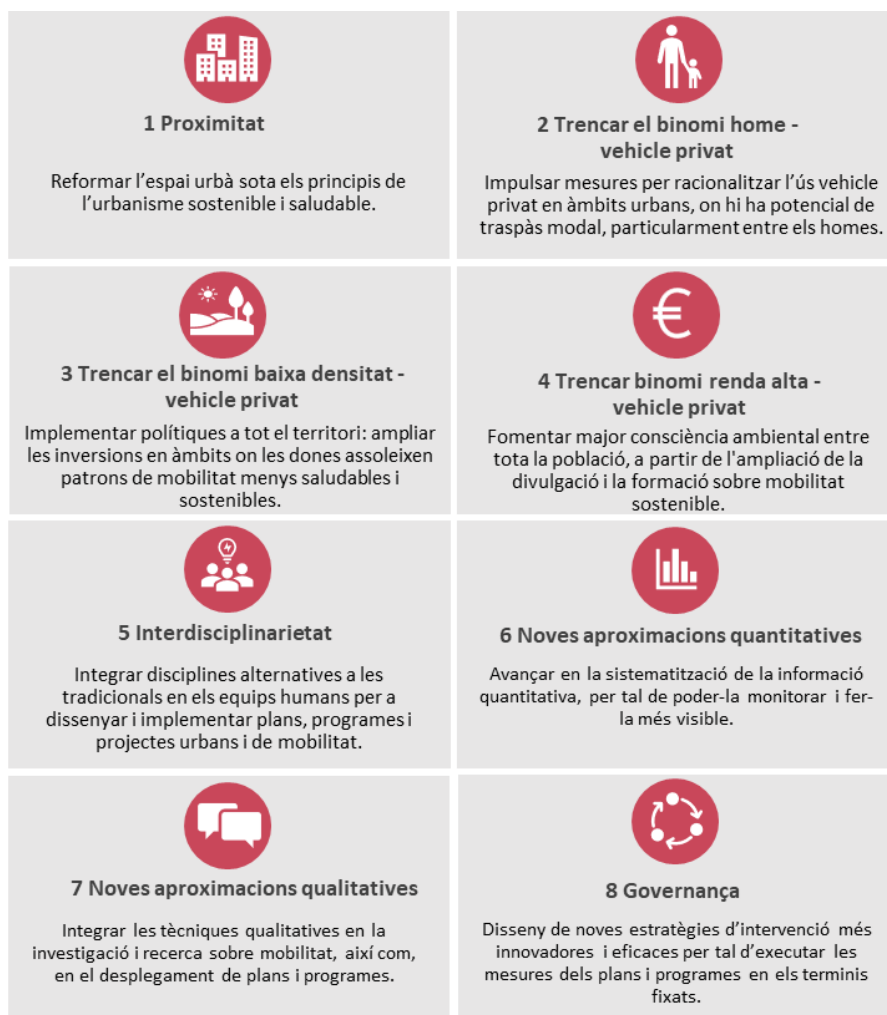 1 Proximitat
Reformar l'espai urbà sota els principis de
l'urbanisme sostenible i saludable.
2 Trencar el binomi home -
vehicle privat
Impulsar mesures per racionalitzar l'ús vehicle
privat en àmbits urbans, on hi ha potencial de
traspàs modal, particularment entre els homes.
3 Trencar el binomi baixa densitat -
vehicle privat
Implementar polítiques a tot el territori: ampliar
les inversions en àmbits on les dones assoleixen
patrons de mobilitat menys saludables i
sostenibles.
€
4 Trencar binomi renda alta -
vehicle privat
Fomentar major consciència ambiental entre
tota la població, a partir de l'ampliació de la
divulgació i la formació sobre mobilitat
sostenible.
5 Interdisciplinarietat
Integrar disciplines alternatives a les
tradicionals en els equips humans per a
dissenyar i implementar plans, programes i
projectes urbans i de mobilitat.
6 Noves aproximacions quantitatives
Avançar en la sistematització de la informació
quantitativa, per tal de poder-la monitorar i fer-
la més visible.
7 Noves aproximacions qualitatives
Integrar les tècniques qualitatives en la
investigació i recerca sobre mobilitat, així com,
en el desplegament de plans i programes.
8 Governança
Disseny de noves estratègies d'intervenció més
innovadores i eficaces per tal d'executar les
mesures dels plans i programes en els terminis
fixats.